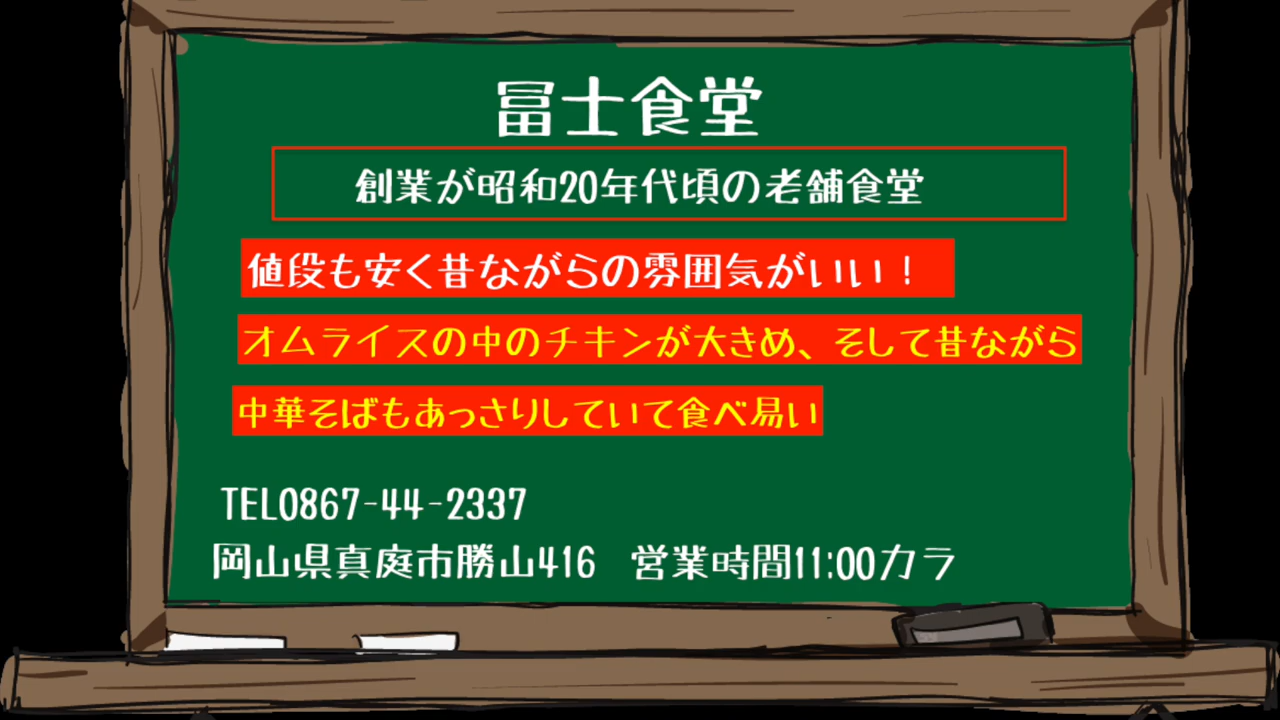 冨士食堂
創業が昭和20年代頃の老舗食堂
値段も安く昔ながらの雰囲気がいい！
オムライスの中のチキンが大きめ、そして昔ながら
中華そばもあっさりしていて食べ易い
TEL0867-44-2337
岡山県真庭市勝山416　営業時間11:00カラ